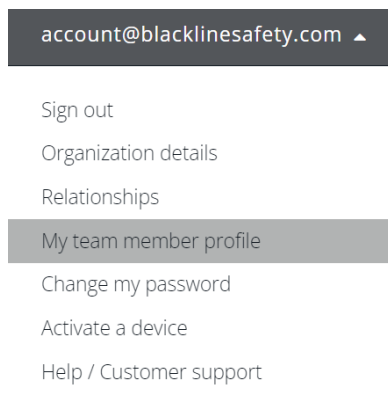 account@blacklinesafety.com
Sign out
Organization details
Relationships
My team member profile
Change my password
Activate a device
Help / Customer support